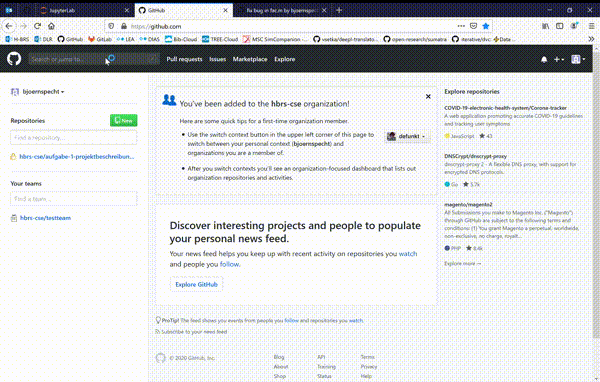 JupyterLab
GitHub
fix bug in fac.m by bjoernspecht
https://github.com
H-BRS
DLR
GitHub
GitLab
LEA
DIAS
Bib-Cloud
TREE-Cloud
MSC SimCompanion -...
vsetka/deepl-translato...
open-research/sumatra
iterative/dvc:
Data ...
Search or jump to...
Pull requests
Issues
Marketplace
Explore
bjoernspecht
Repositories
New
Find a repository...
hbrs-cse/aufgabe-1-projektbeschreibun...
Your teams
Find a team...
hbrs-cse/testteam
You've been added to the hbrs-cse organization!
Here are some quick tips for a first-time organization member.
Use the switch context button in the upper left corner of this page to
switch between your personal context (bjoernspecht) and
organizations you are a member of.
defunkt
After you switch contexts you'll see an organization-focused dashboard that lists out
organization repositories and activities.
Discover interesting projects and people to populate
your personal news feed.
Your news feed helps you keep up with recent activity on repositories you watch
and people you follow.
Explore GitHub
ProTip! The feed shows you events from people you follow and repositories you watch.
Subscribe to your news feed
© 2020 GitHub, Inc.
Blog
About
Shop
API
Training
Status
Terms
Privacy
Help
Explore repositories
COVID-19-electronic-health-system/Corona-tracker
A web application promoting accurate COVID-19 guidelines
and tracking user symptoms
JavaScript
DNSCrypt/dnscrypt-proxy
dnscrypt-proxy 2 - A flexible DNS proxy, with support for
encrypted DNS protocols.
Go
magento/magento2
All Submissions you make to Magento Inc. ("Magento")
through GitHub are subject to the following terms and
conditions: (1) You grant Magento a perpetual, worldwide,
non-exclusive, no charge, royalt...
PHP
Explore more →